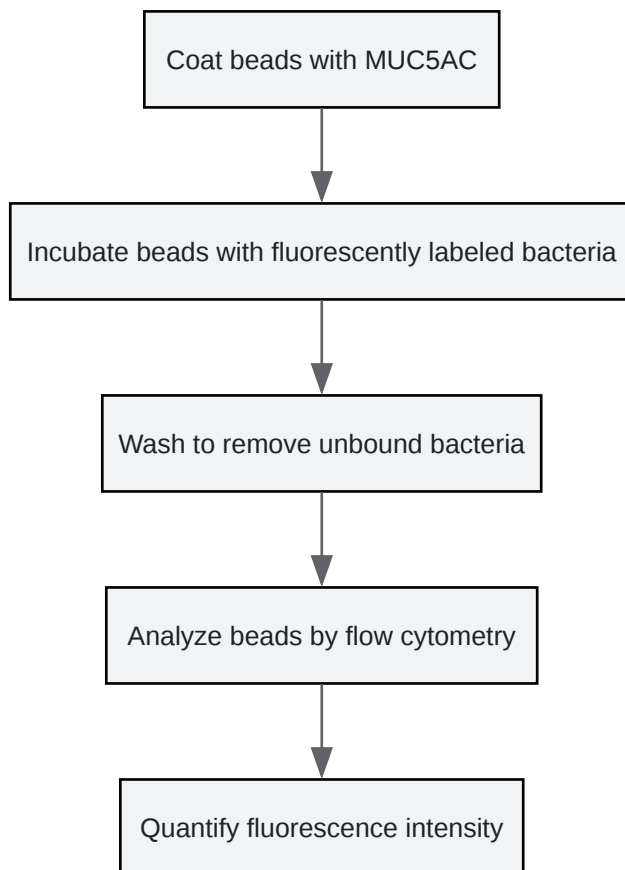 Coat beads with MUC5AC
Incubate beads with fluorescently labeled bacteria
Wash to remove unbound bacteria
Analyze beads by flow cytometry
Quantify fluorescence intensity